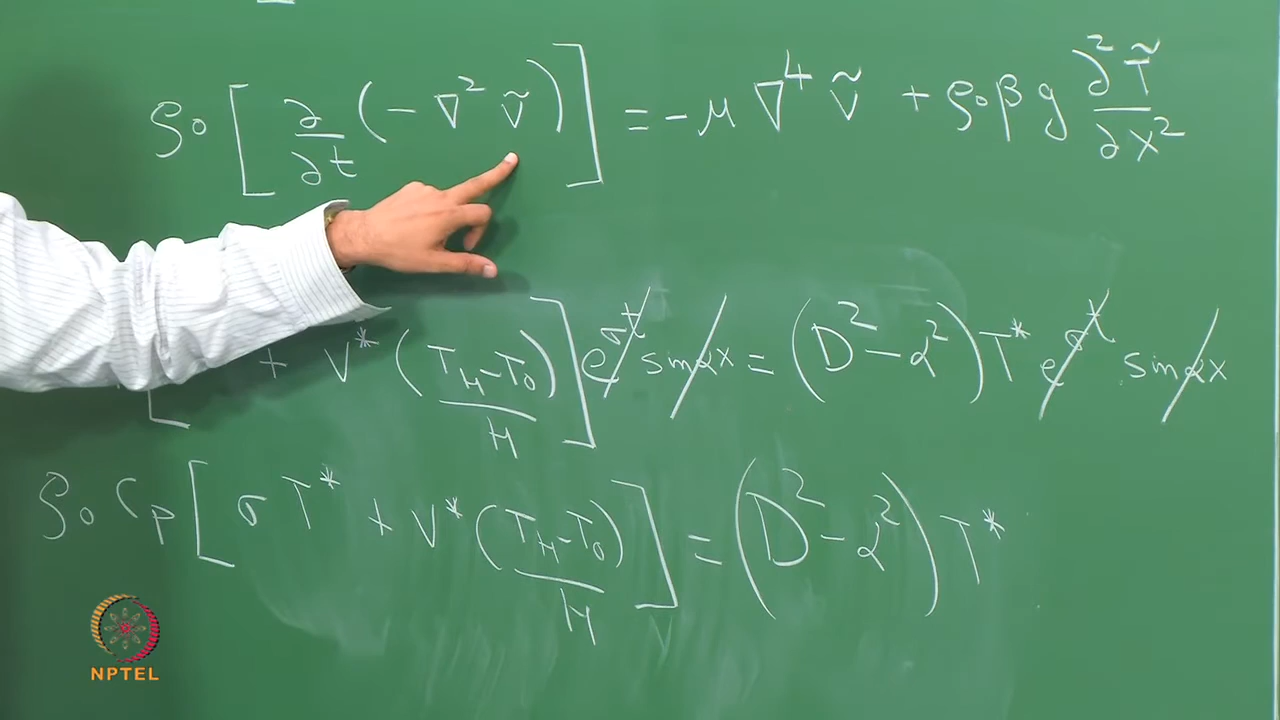 ρ₀ [ ∂/∂t ( − ∇² ṽ ) ] = − μ ∇⁴ ṽ + ρ₀ β g ∂²T̃/∂x²
+ V* ( (T_H − T₀)/H ) ] e^{σt} sin αx = ( D² − α² ) T* e^{σt} sin αx
ρ₀ C_p [ σ T* + V* ( (T_H − T₀)/H ) ] = ( D² − α² ) T*
NPTEL